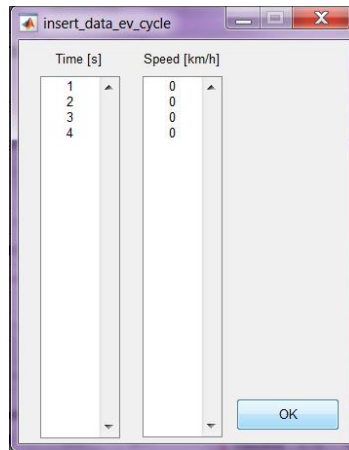 insert_data_ev_cycle
Time [s] Speed [km/h]
1 0
2 0
3 0
4 0
OK